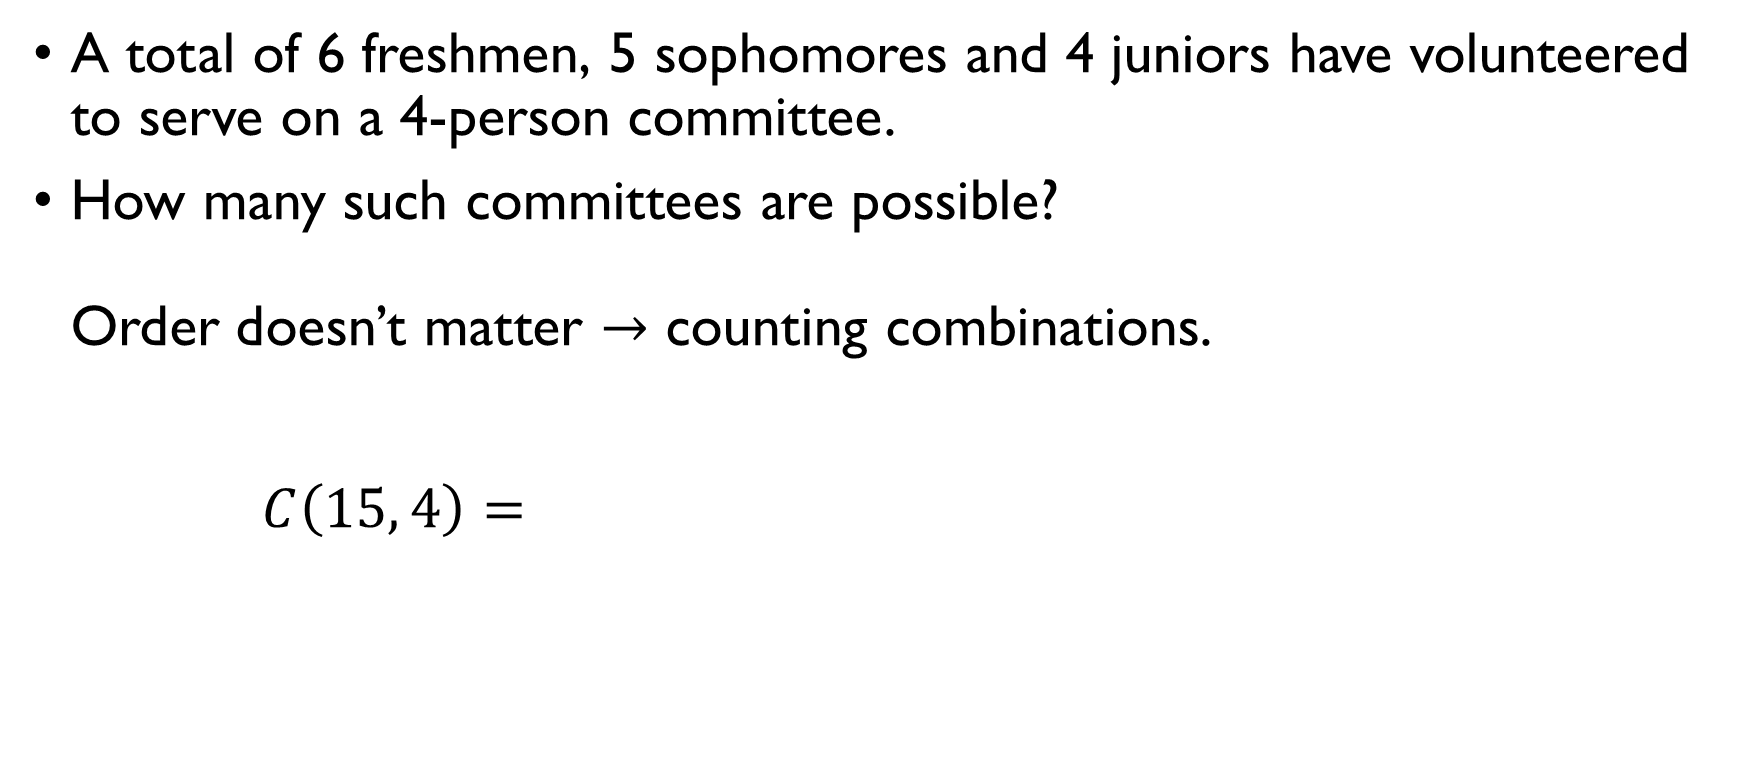 • A total of 6 freshmen, 5 sophomores and 4 juniors have volunteered
to serve on a 4-person committee.
• How many such committees are possible?
Order doesn’t matter → counting combinations.
C(15, 4) =